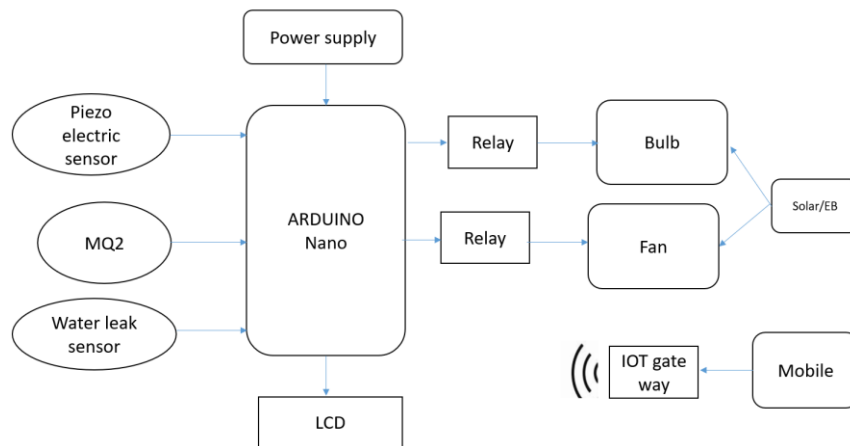 Power supply
Piezo
electric
sensor
Relay
Bulb
ARDUINO
Nano
Solar/EB
MQ2
Relay
Fan
Water leak
sensor
IOT gate
way
Mobile
LCD